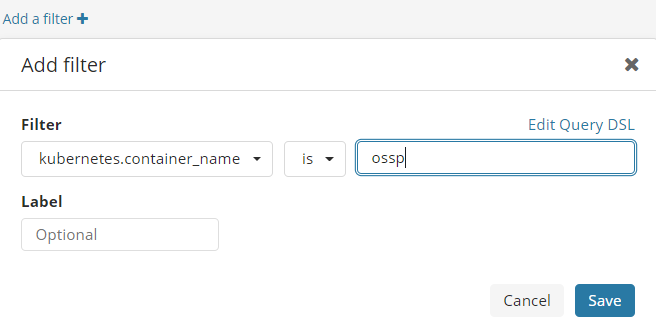 Add a filter +
Add filter
Filter
Edit Query DSL
kubernetes.container_name is ossp
Label
Optional
Cancel Save